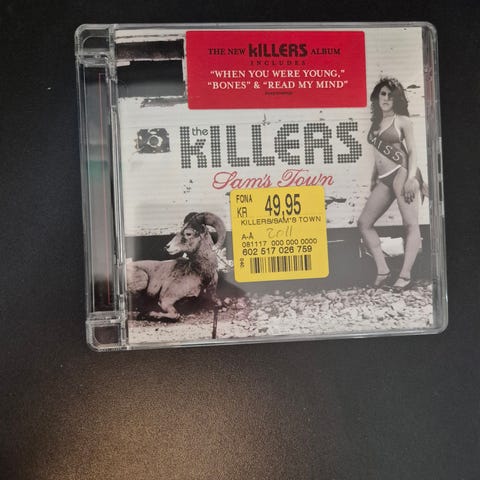 THE NEW KILLERS ALBUM
INCLUDES
"WHEN YOU WERE YOUNG,"
"BONES" & "READ MY MIND"
the
KILLERS
MISS
Sam's Town
FONA
KR 49,95
KILLERS/SAM'S TOWN
A-A
2011
081117 000 000 0000
602 517 026 759